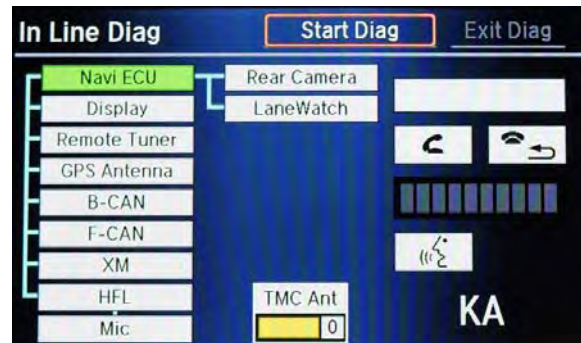 In Line Diag
Start Diag
Exit Diag
Navi ECU
Rear Camera
Display
LaneWatch
Remote Tuner
GPS Antenna
B-CAN
F-CAN
XM
HFL
TMC Ant
Mic
0
KA